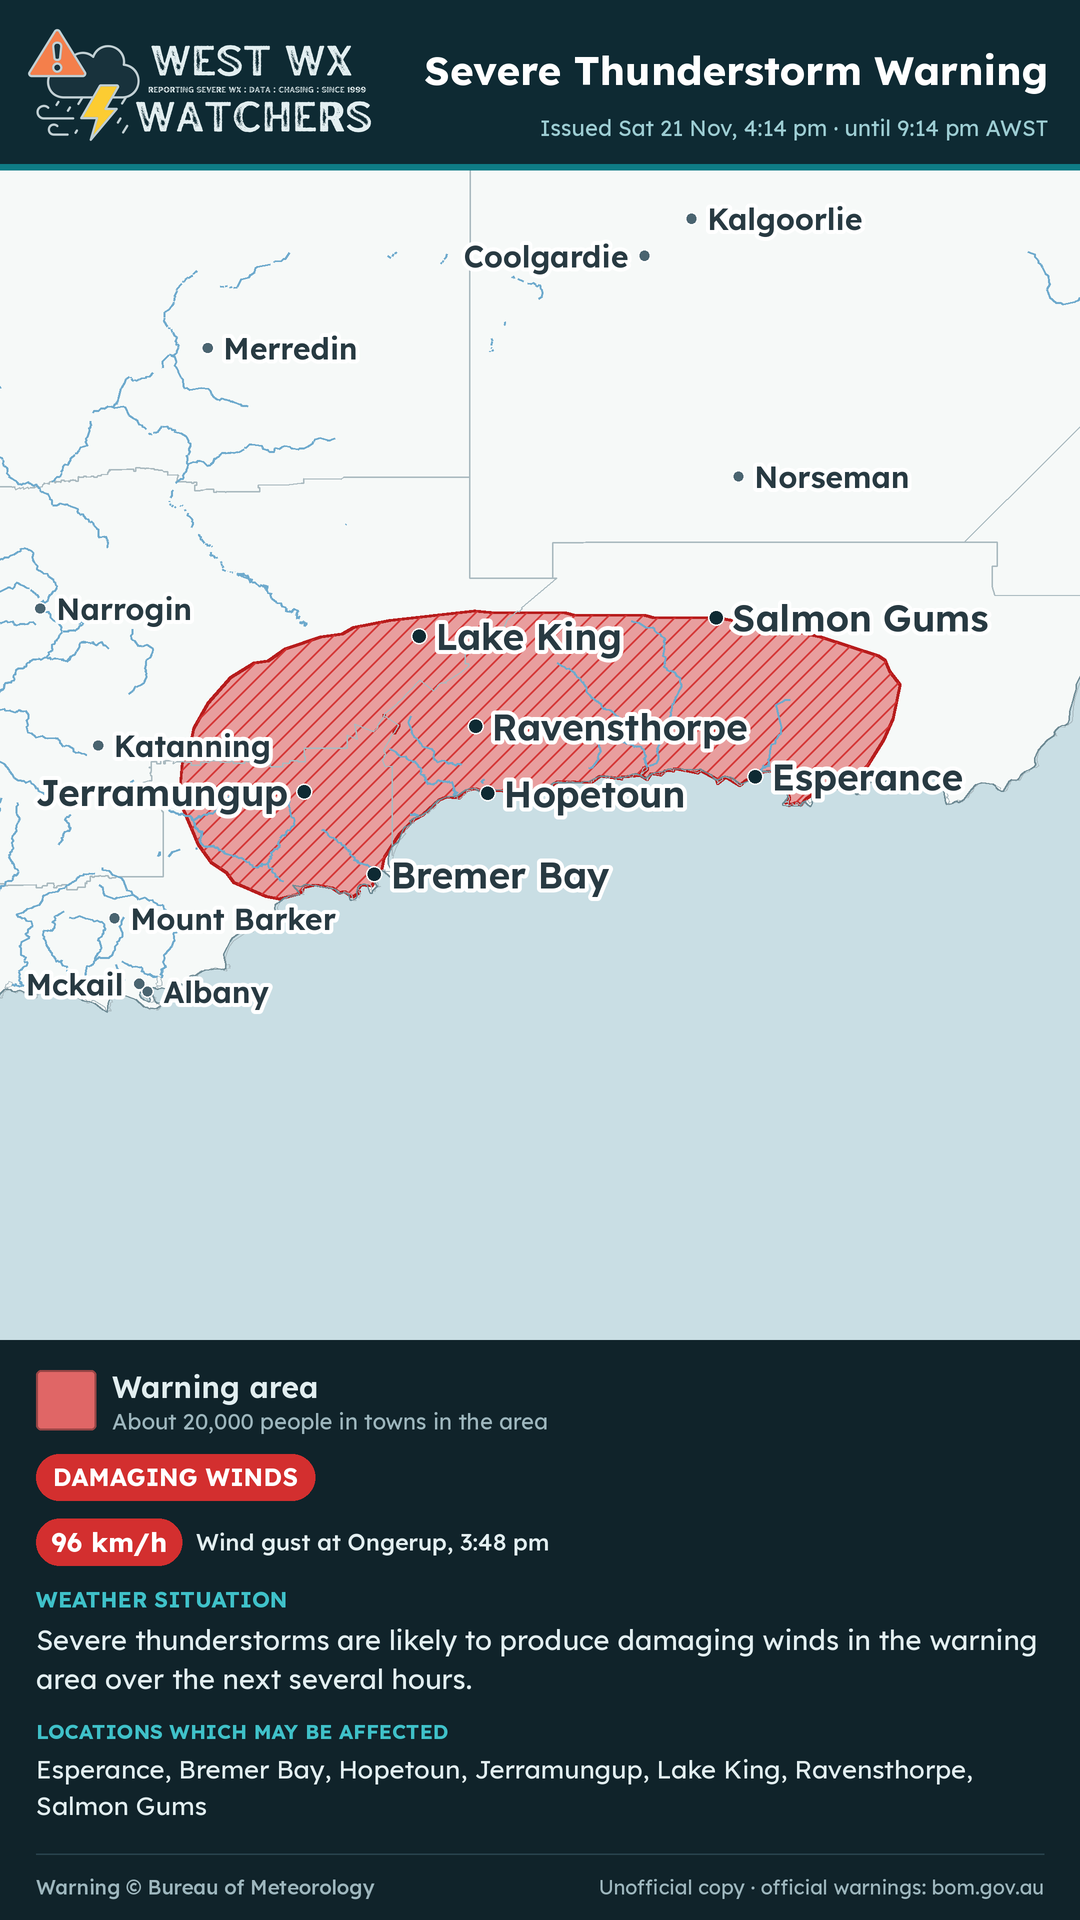 WEST WX
REPORTING SEVERE WX : DATA : CHASING : SINCE 1999
WATCHERS
Severe Thunderstorm Warning
Issued Sat 21 Nov, 4:14 pm · until 9:14 pm AWST
Kalgoorlie
Coolgardie
Merredin
Norseman
Narrogin
Salmon Gums
Lake King
Ravensthorpe
Katanning
Esperance
Jerramungup
Hopetoun
Bremer Bay
Mount Barker
Mckail
Albany
Warning area
About 20,000 people in towns in the area
DAMAGING WINDS
96 km/h Wind gust at Ongerup, 3:48 pm
WEATHER SITUATION
Severe thunderstorms are likely to produce damaging winds in the warning
area over the next several hours.
LOCATIONS WHICH MAY BE AFFECTED
Esperance, Bremer Bay, Hopetoun, Jerramungup, Lake King, Ravensthorpe,
Salmon Gums
Warning © Bureau of Meteorology
Unofficial copy · official warnings: bom.gov.au